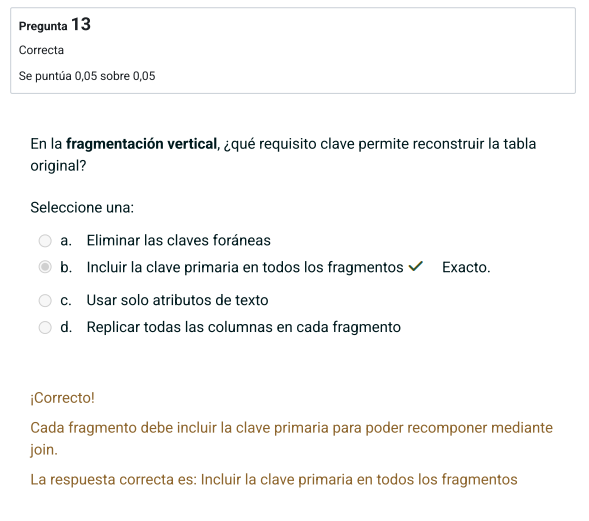 Pregunta 13
Correcta
Se puntúa 0,05 sobre 0,05
En la fragmentación vertical, ¿qué requisito clave permite reconstruir la tabla
original?
Seleccione una:
a. Eliminar las claves foráneas
b. Incluir la clave primaria en todos los fragmentos ✓ Exacto.
c. Usar solo atributos de texto
d. Replicar todas las columnas en cada fragmento
¡Correcto!
Cada fragmento debe incluir la clave primaria para poder recomponer mediante
join.
La respuesta correcta es: Incluir la clave primaria en todos los fragmentos